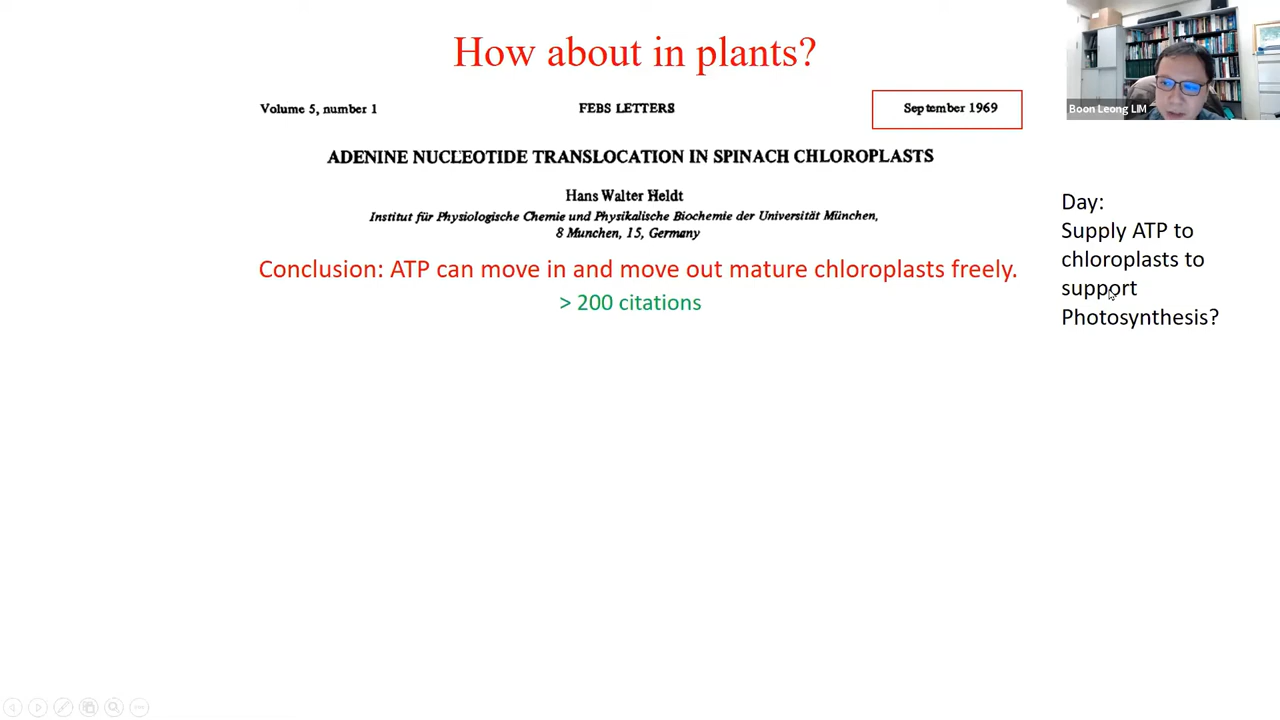 How about in plants?
Volume 5, number 1 FEBS LETTERS September 1969
ADENINE NUCLEOTIDE TRANSLOCATION IN SPINACH CHLOROPLASTS
Hans Walter Heldt
Institut für Physiologische Chemie und Physikalische Biochemie der Universität München,
8 Munchen, 15, Germany
Conclusion: ATP can move in and move out mature chloroplasts freely.
> 200 citations
Day:
Supply ATP to
chloroplasts to
support
Photosynthesis?
Boon Leong LIM